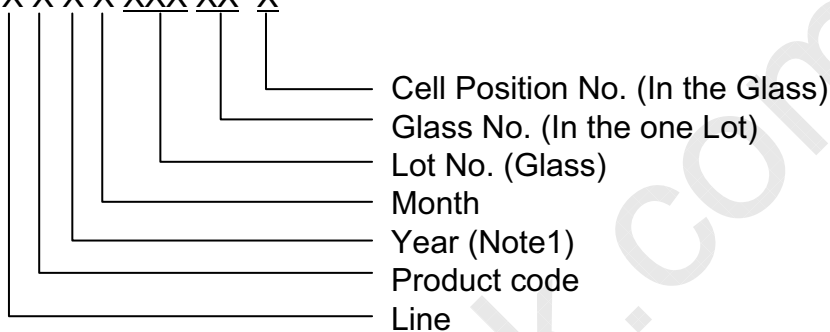 X X X X XXX XX X
Cell Position No. (In the Glass)
Glass No. (In the one Lot)
Lot No. (Glass)
Month
Year (Note1)
Product code
Line